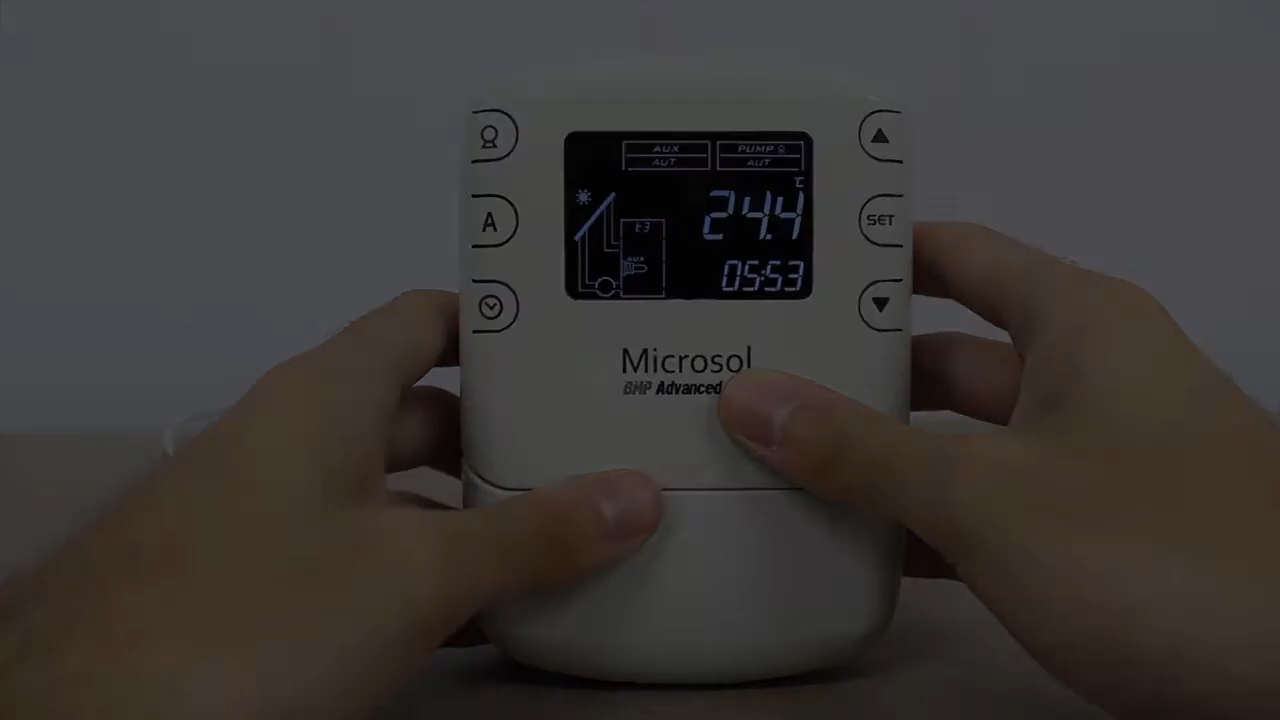 AUX
AUT
PUMP
AUT
°C
24.4
t3
AUX
05:53
A
SET
Microsol
BMP Advanced